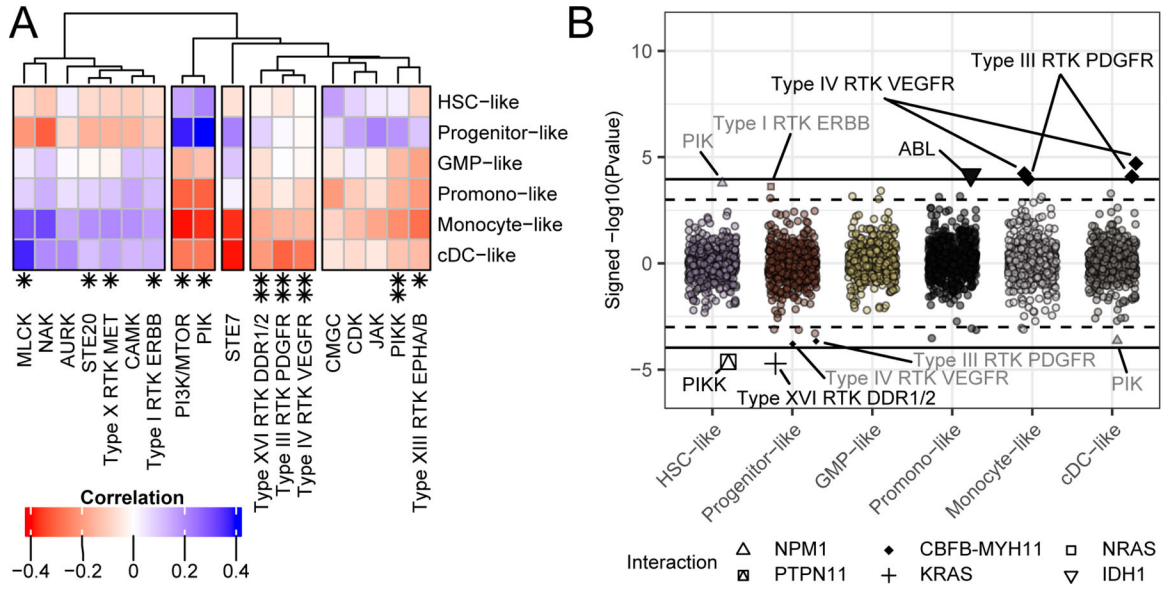 A
HSC−like
Progenitor−like
GMP−like
Promono−like
Monocyte−like
cDC−like
* * * * * * ** ** ** ** *
MLCK
NAK
AURK
STE20
Type X RTK MET
CAMK
Type I RTK ERBB
PI3K/MTOR
PIK
STE7
Type XVI RTK DDR1/2
Type III RTK PDGFR
Type IV RTK VEGFR
CMGC
CDK
JAK
PIKK
Type XIII RTK EPHA/B
Correlation
−0.4 −0.2 0 0.2 0.4
B
Signed −log10(Pvalue)
10
5
0
−5
Type III RTK PDGFR
Type IV RTK VEGFR
Type I RTK ERBB
PIK
ABL
Type III RTK PDGFR
PIKK
Type IV RTK VEGFR
PIK
Type XVI RTK DDR1/2
HSC−like
Progenitor−like
GMP−like
Promono−like
Monocyte−like
cDC−like
Interaction
NPM1
CBFB-MYH11
NRAS
PTPN11
KRAS
IDH1